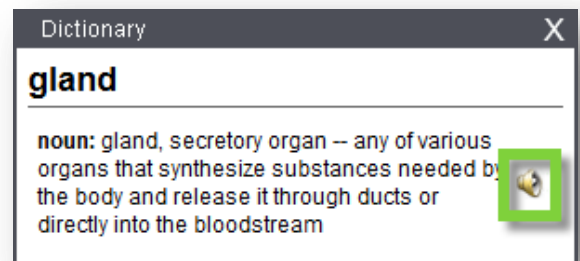 Dictionary X
gland
noun: gland, secretory organ -- any of various
organs that synthesize substances needed by
the body and release it through ducts or
directly into the bloodstream